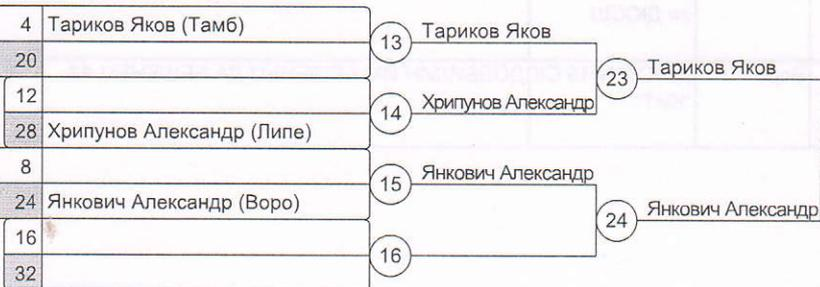 4 Тариков Яков (Тамб)
20
12
28 Хрипунов Александр (Липе)
8
24 Янкович Александр (Воро)
16
32
13 Тариков Яков
14 Хрипунов Александр
15 Янкович Александр
16
23 Тариков Яков
24 Янкович Александр